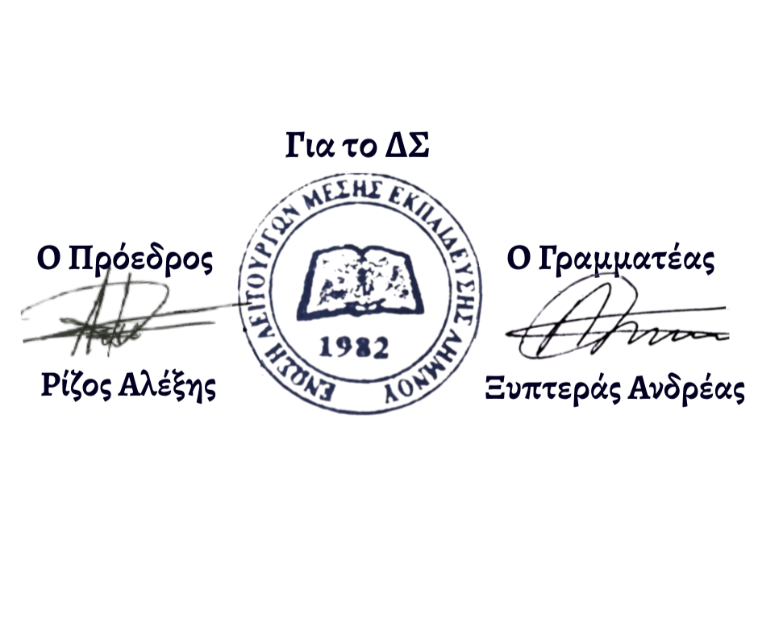 Για το ΔΣ
ΕΝΩΣΗ ΛΕΙΤΟΥΡΓΩΝ ΜΕΣΗΣ ΕΚΠΑΙΔΕΥΣΗΣ ΛΗΜΝΟΥ
1982
Ο Πρόεδρος
Ρίζος Αλέξης
Ο Γραμματέας
Ξυπτεράς Ανδρέας